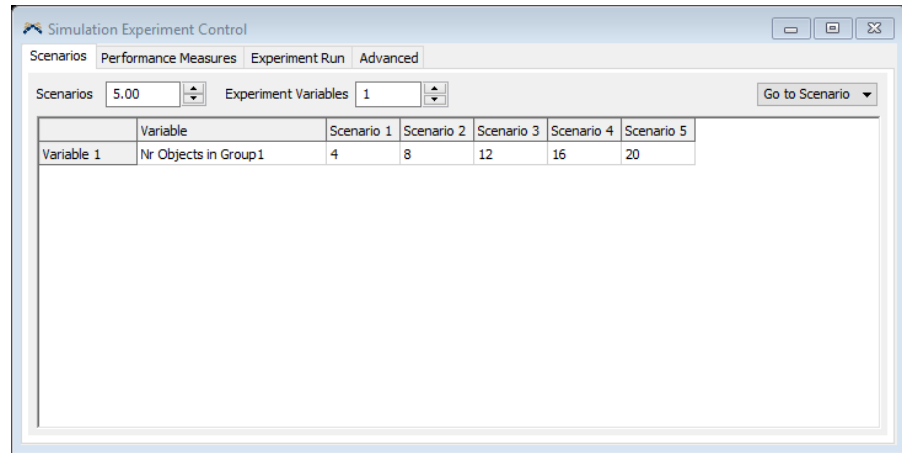 Simulation Experiment Control
Scenarios Performance Measures Experiment Run Advanced
Scenarios 5.00 Experiment Variables 1 Go to Scenario
Variable Scenario 1 Scenario 2 Scenario 3 Scenario 4 Scenario 5
Variable 1 Nr Objects in Group1 4 8 12 16 20